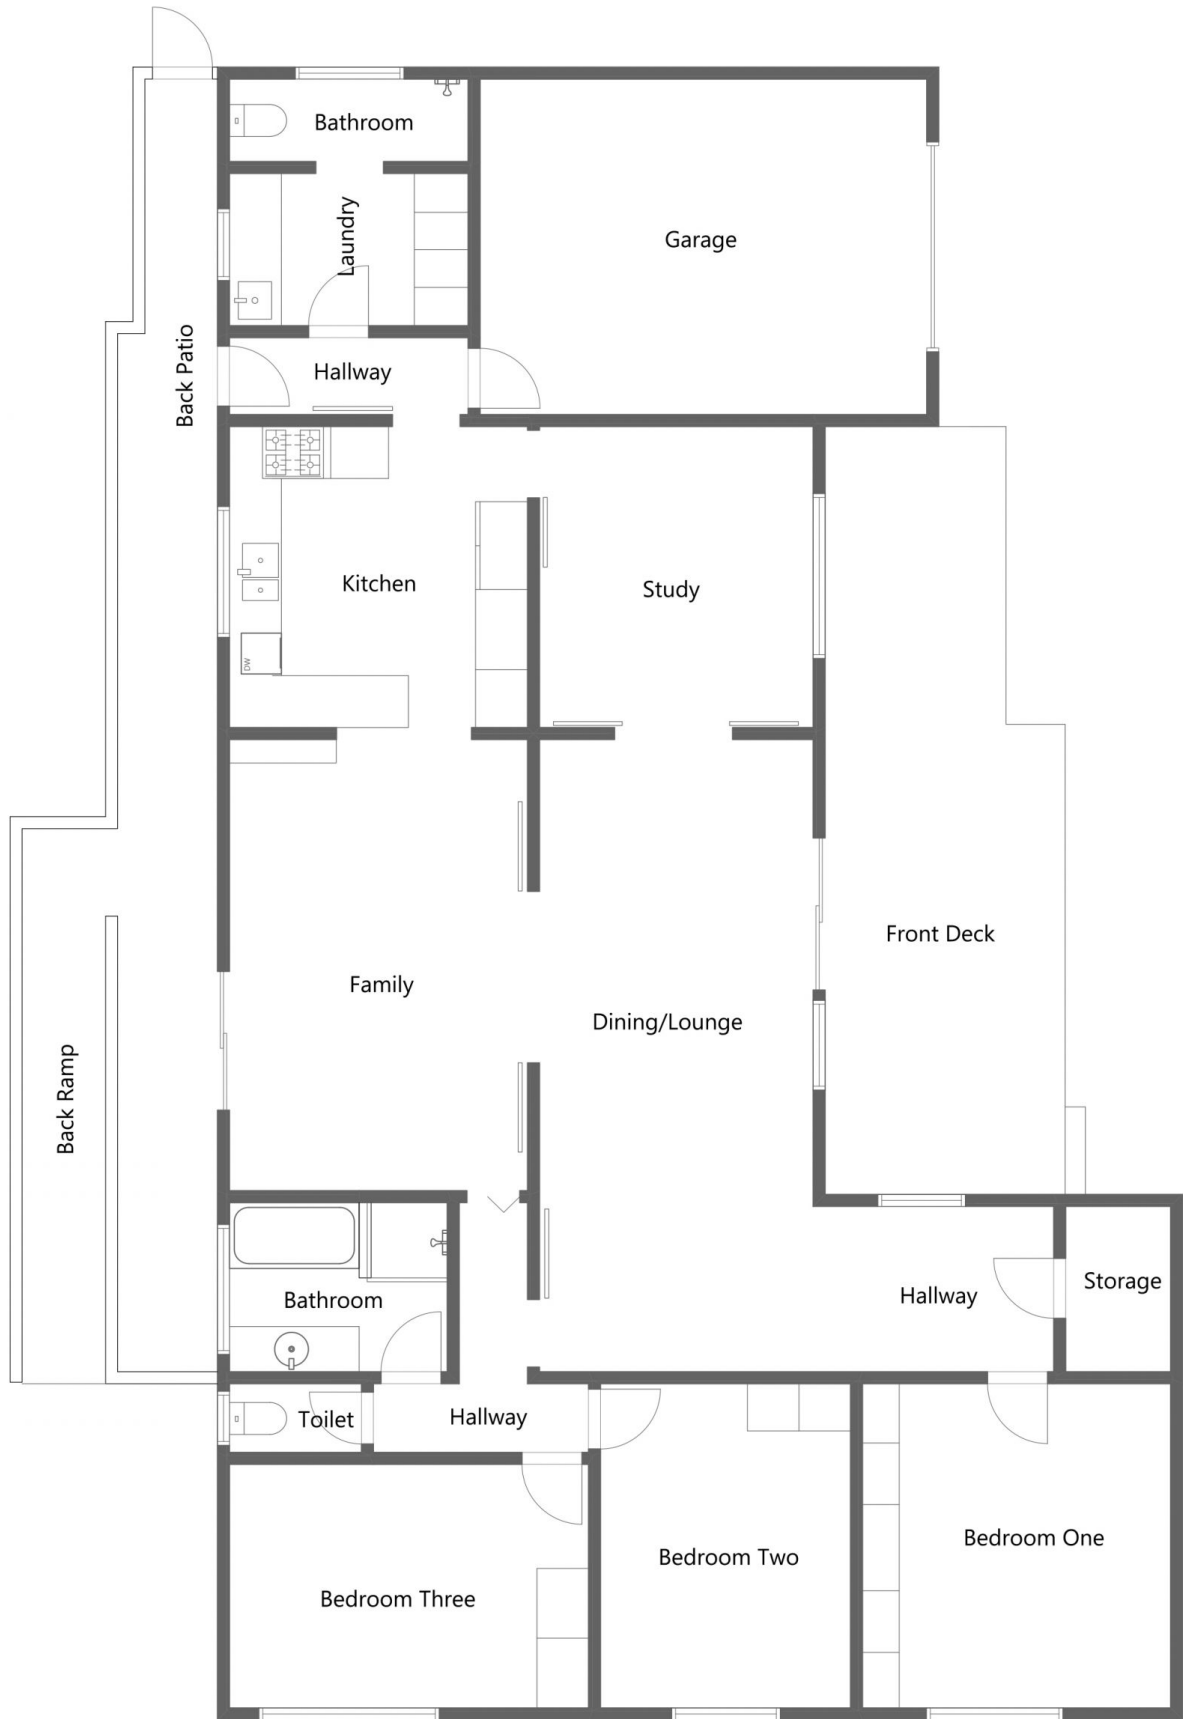 Bathroom
Laundry
Garage
Back Patio
Hallway
Kitchen
Study
DW
Family
Front Deck
Dining/Lounge
Back Ramp
Bathroom
Hallway
Storage
Toilet
Hallway
Bedroom Three
Bedroom Two
Bedroom One